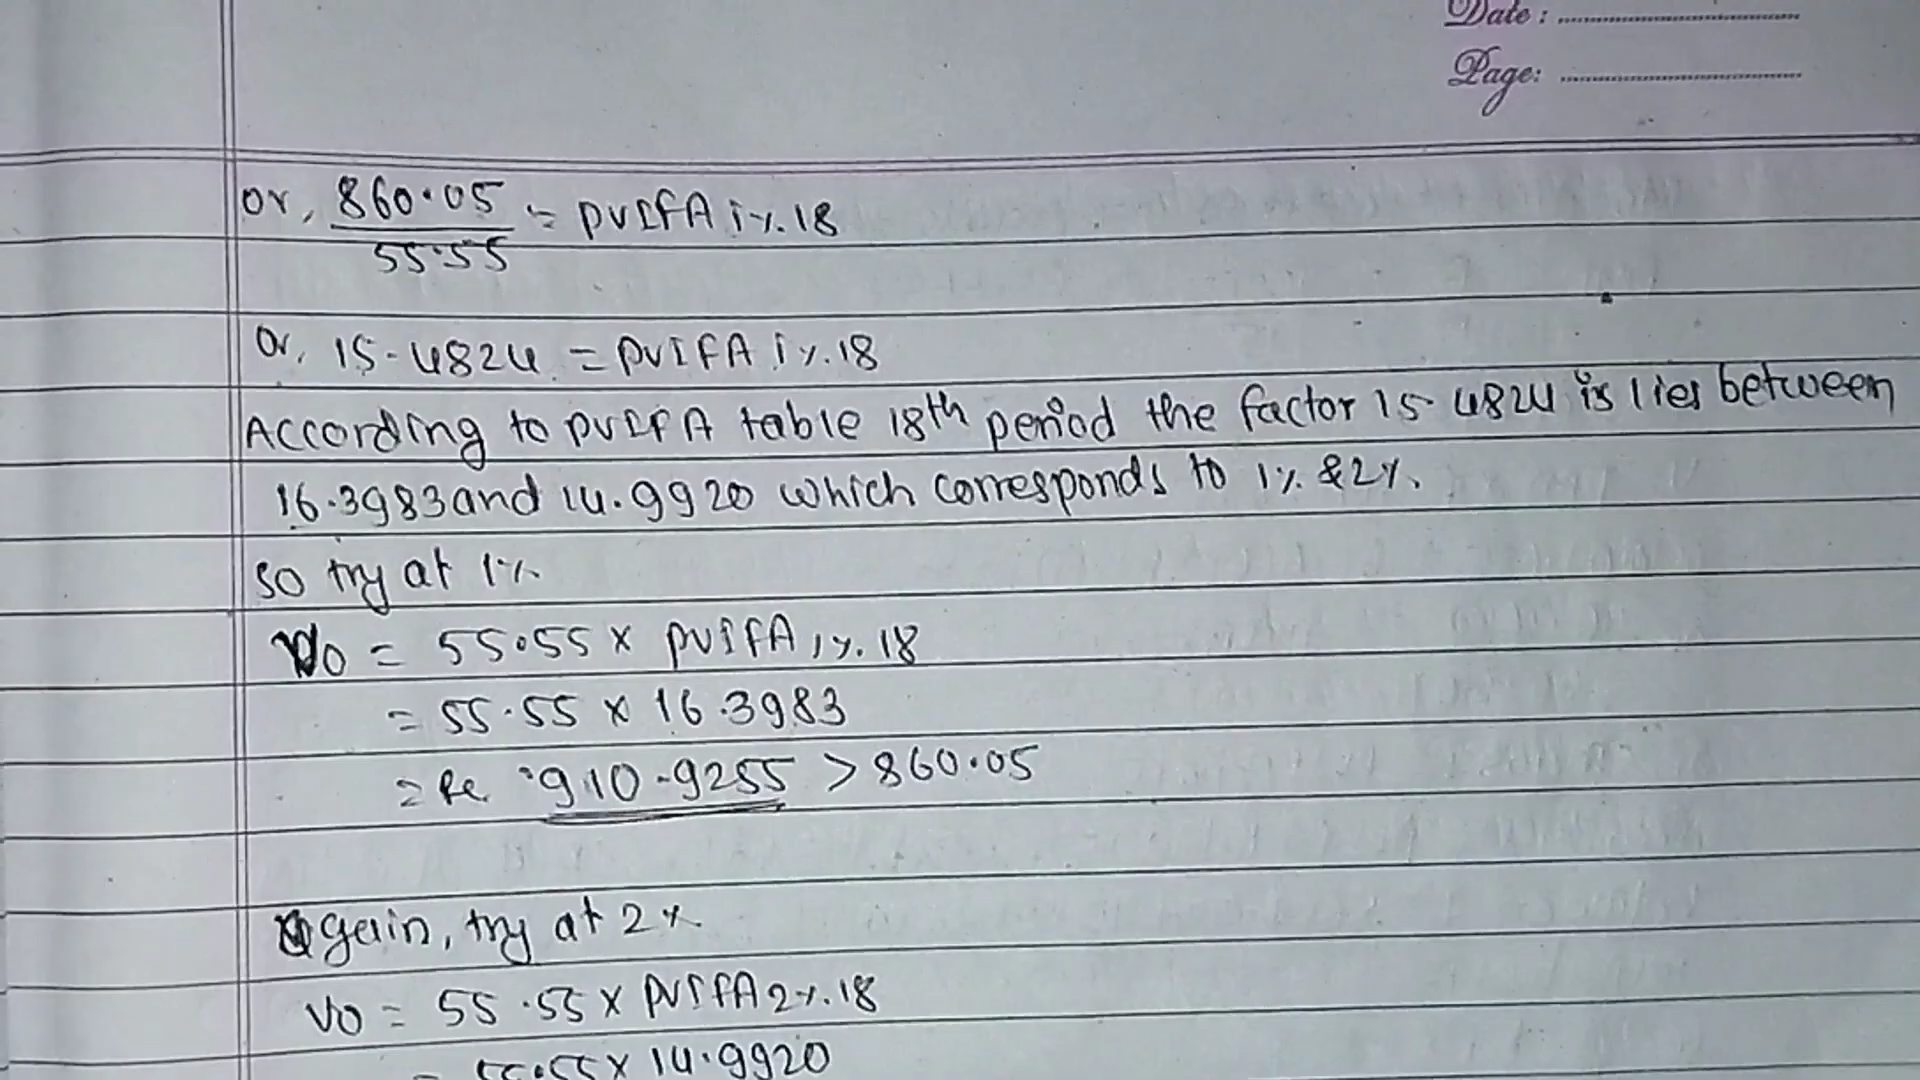 Date :
Page:
or, 860.05 / 55.55 = PVIFA i%.18
or, 15.4824 = PVIFA i%.18
According to PVIFA table 18th period the factor 15.4824 is lies between
16.3983 and 14.9920 which corresponds to 1% & 2%.
so try at 1%
V0 = 55.55 x PVIFA 1%.18
= 55.55 x 16.3983
= Re. 910.9255 > 860.05
Again, try at 2%
V0 = 55.55 x PVIFA 2%.18
= 55.55 x 14.9920